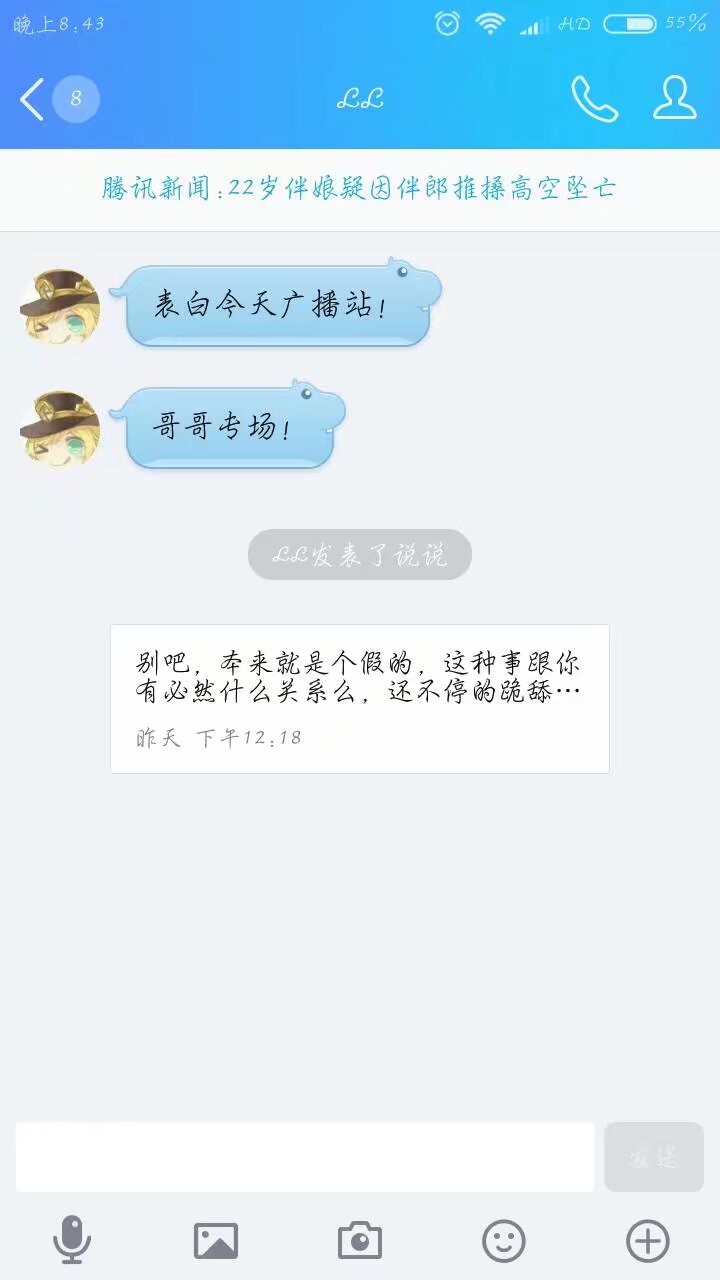 晚上8:43
HD
55%
8
LL
腾讯新闻:22岁伴娘疑因伴郎推搡高空坠亡
表白今天广播站!
哥哥专场!
LL发表了说说
别吧，本来就是个假的，这种事跟你
有必然什么关系么，还不停的跪舔…
昨天 下午12:18
发送